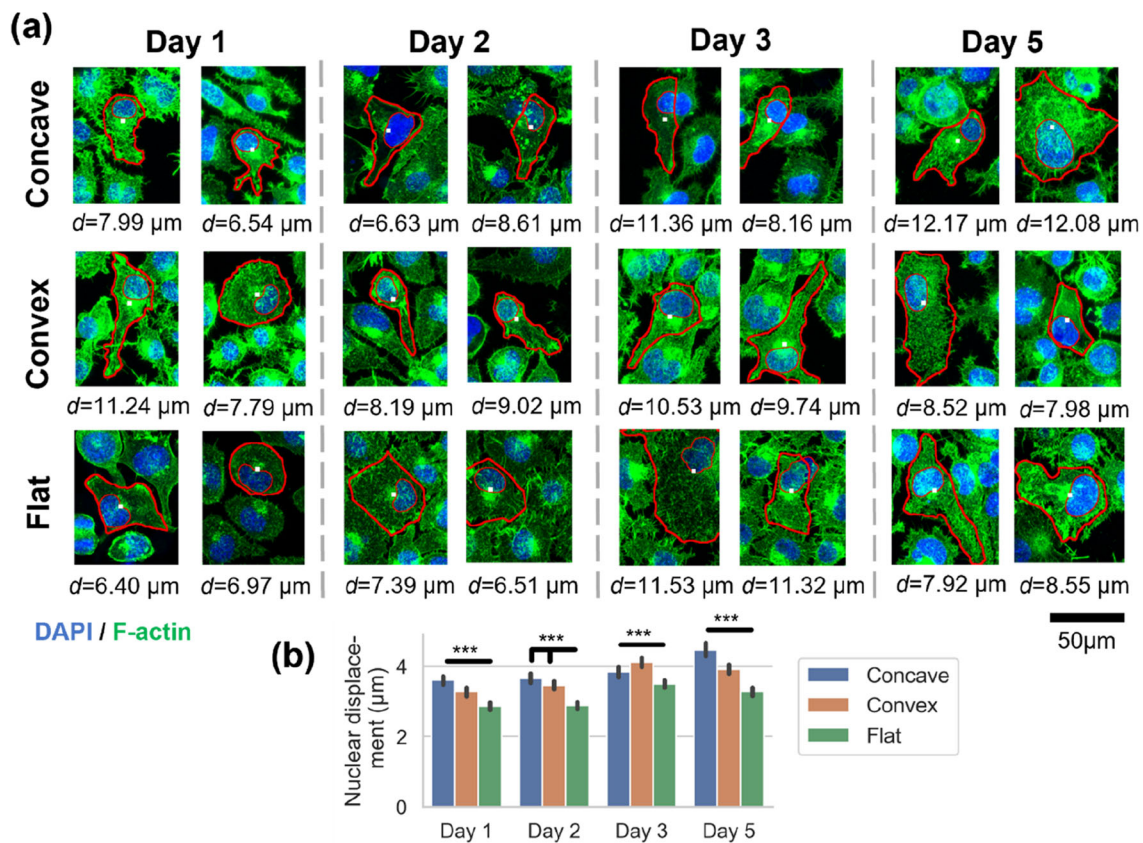 (a)
Day 1 Day 2 Day 3 Day 5
Concave
d=7.99 μm d=6.54 μm d=6.63 μm d=8.61 μm d=11.36 μm d=8.16 μm d=12.17 μm d=12.08 μm
Convex
d=11.24 μm d=7.79 μm d=8.19 μm d=9.02 μm d=10.53 μm d=9.74 μm d=8.52 μm d=7.98 μm
Flat
d=6.40 μm d=6.97 μm d=7.39 μm d=6.51 μm d=11.53 μm d=11.32 μm d=7.92 μm d=8.55 μm
DAPI / F-actin
50μm
(b)
Nuclear displace-
ment (μm)
4
2
0
*** *** *** ***
Day 1 Day 2 Day 3 Day 5
Concave
Convex
Flat